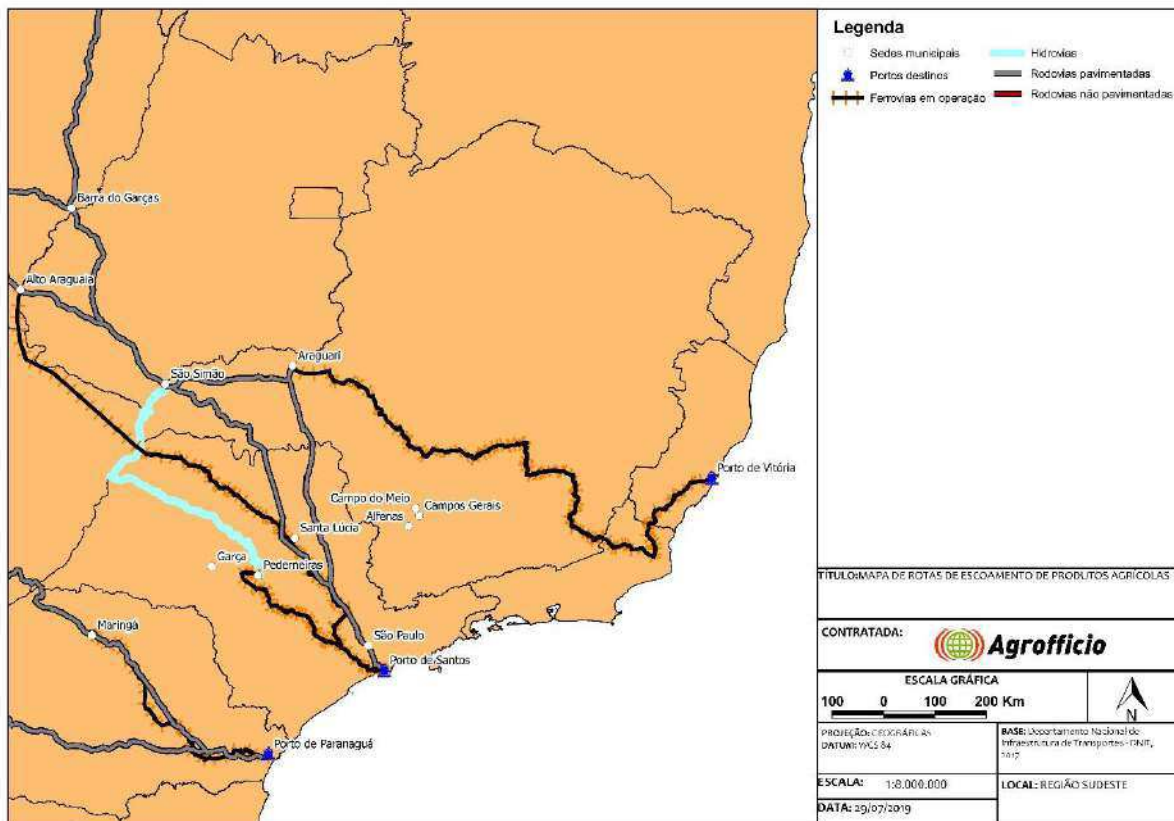 Legenda
Sedes municipais
Portos destinos
Ferrovias em operação
Hidrovias
Rodovias pavimentadas
Rodovias não pavimentadas
Barra do Garças
Alto Araguaia
São Simão
Araguari
Porto de Vitória
Campo do Meio
Campos Gerais
Alfenas
Santa Lúcia
Garça
Pederneiras
Maringá
São Paulo
Porto de Santos
Porto de Paranaguá
TÍTULO:MAPA DE ROTAS DE ESCOAMENTO DE PRODUTOS AGRÍCOLAS
CONTRATADA:
Agrofficio
ESCALA GRÁFICA
100 0 100 200 Km
N
PROJEÇÃO: GEOGRÁFICAS
DATUM: WGS 84
BASE: Departamento Nacional de
Infraestrutura de Transportes - DNIT,
2017
ESCALA: 1:8.000.000
LOCAL: REGIÃO SUDESTE
DATA: 29/07/2019